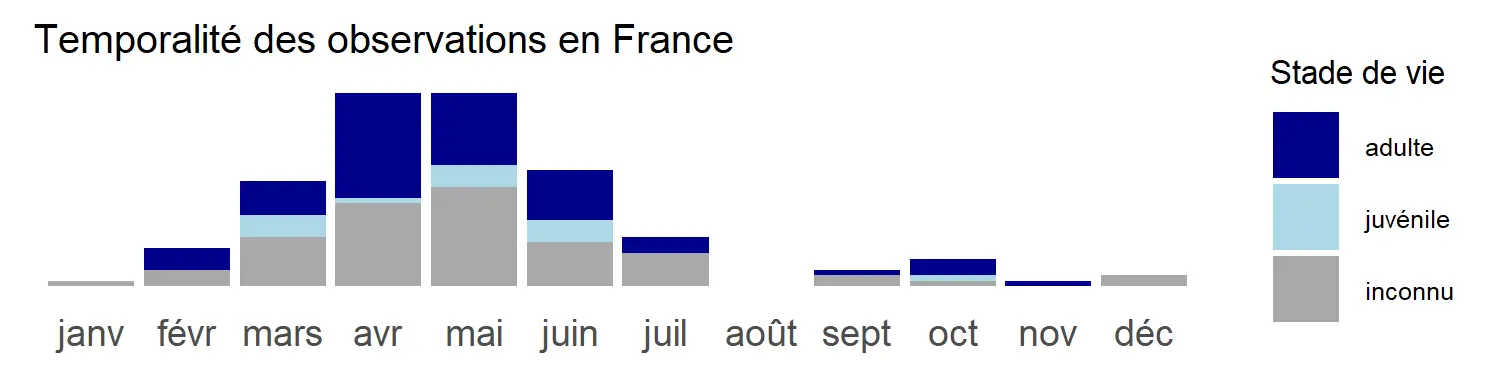 Temporalité des observations en France
Stade de vie
adulte
juvénile
inconnu
janv févr mars avr mai juin juil août sept oct nov déc